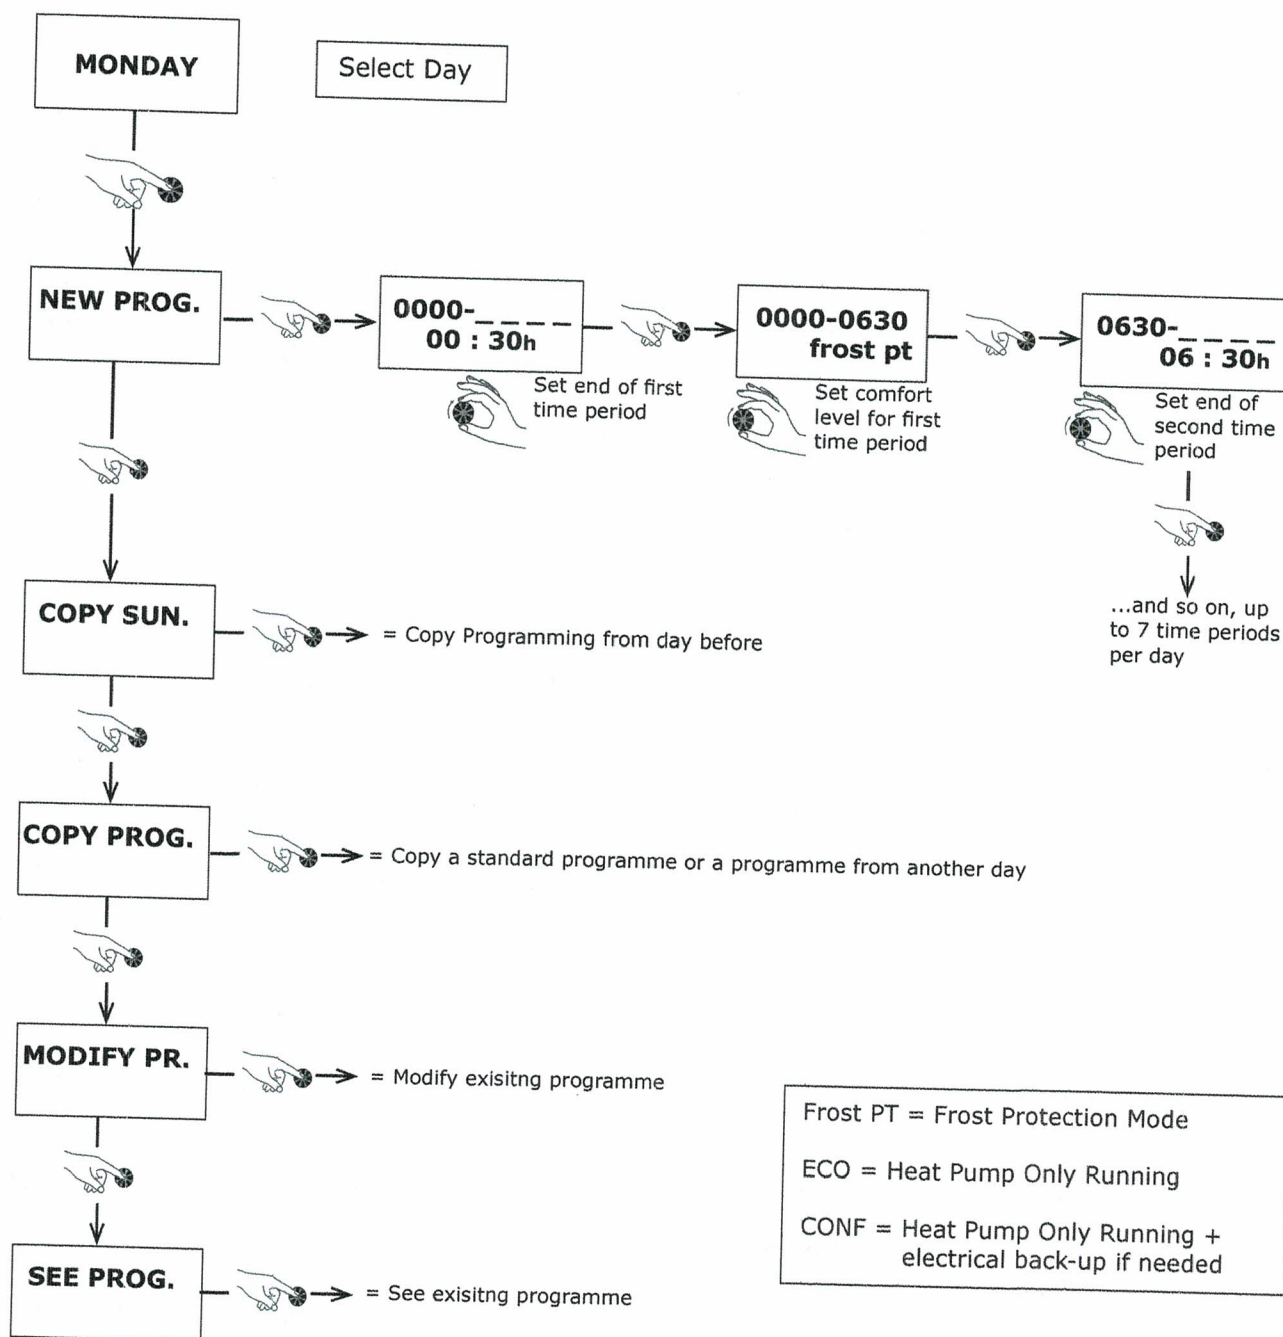 MONDAY
Select Day
NEW PROG.
0000-_ _ _ _
00 : 30h
Set end of first
time period
0000-0630
frost pt
Set comfort
level for first
time period
0630-_ _ _ _
06 : 30h
Set end of
second time
period
...and so on, up
to 7 time periods
per day
COPY SUN.
= Copy Programming from day before
COPY PROG.
= Copy a standard programme or a programme from another day
MODIFY PR.
= Modify exisitng programme
SEE PROG.
= See exisitng programme
Frost PT = Frost Protection Mode
ECO = Heat Pump Only Running
CONF = Heat Pump Only Running +
electrical back-up if needed